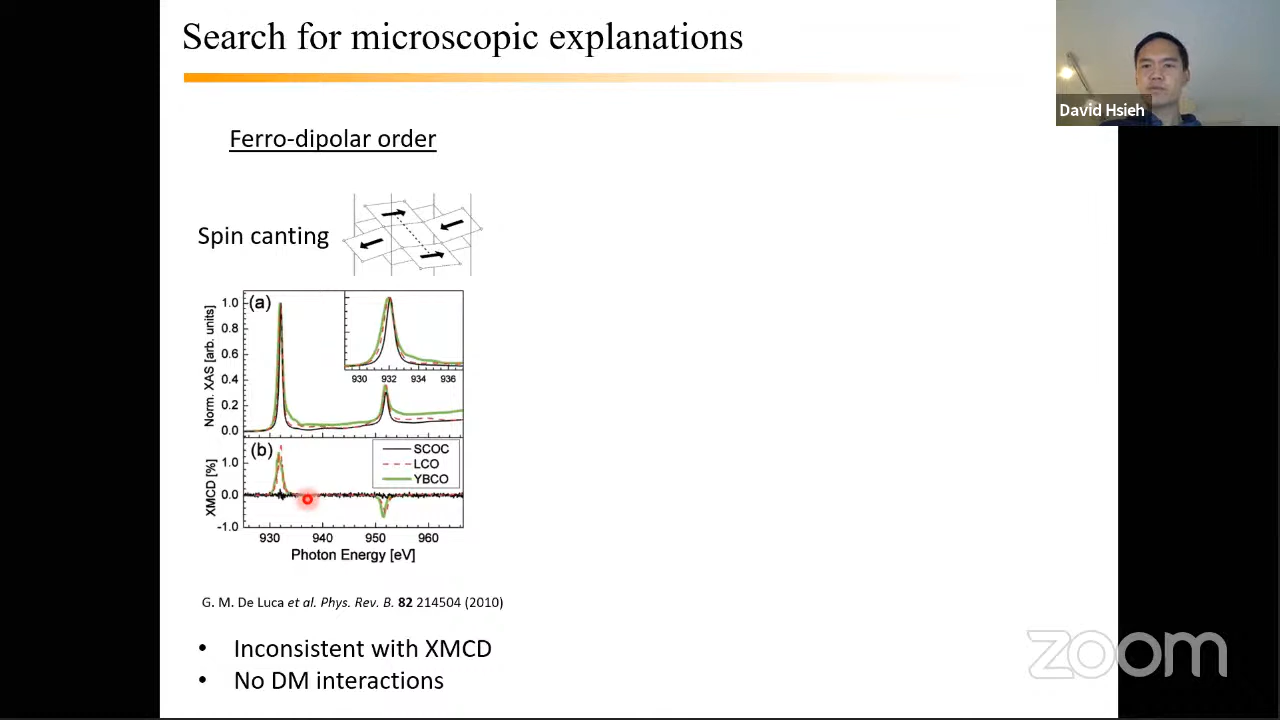 Search for microscopic explanations
David Hsieh
Ferro-dipolar order
Spin canting
(a)
Norm. XAS [arb. units]
1.0
0.8
0.6
0.4
0.2
0.0
930 932 934 936
(b)
XMCD [%]
1.0
0.0
-1.0
SCOC
LCO
YBCO
930 940 950 960
Photon Energy [eV]
G. M. De Luca et al. Phys. Rev. B. 82 214504 (2010)
• Inconsistent with XMCD
• No DM interactions
zoom